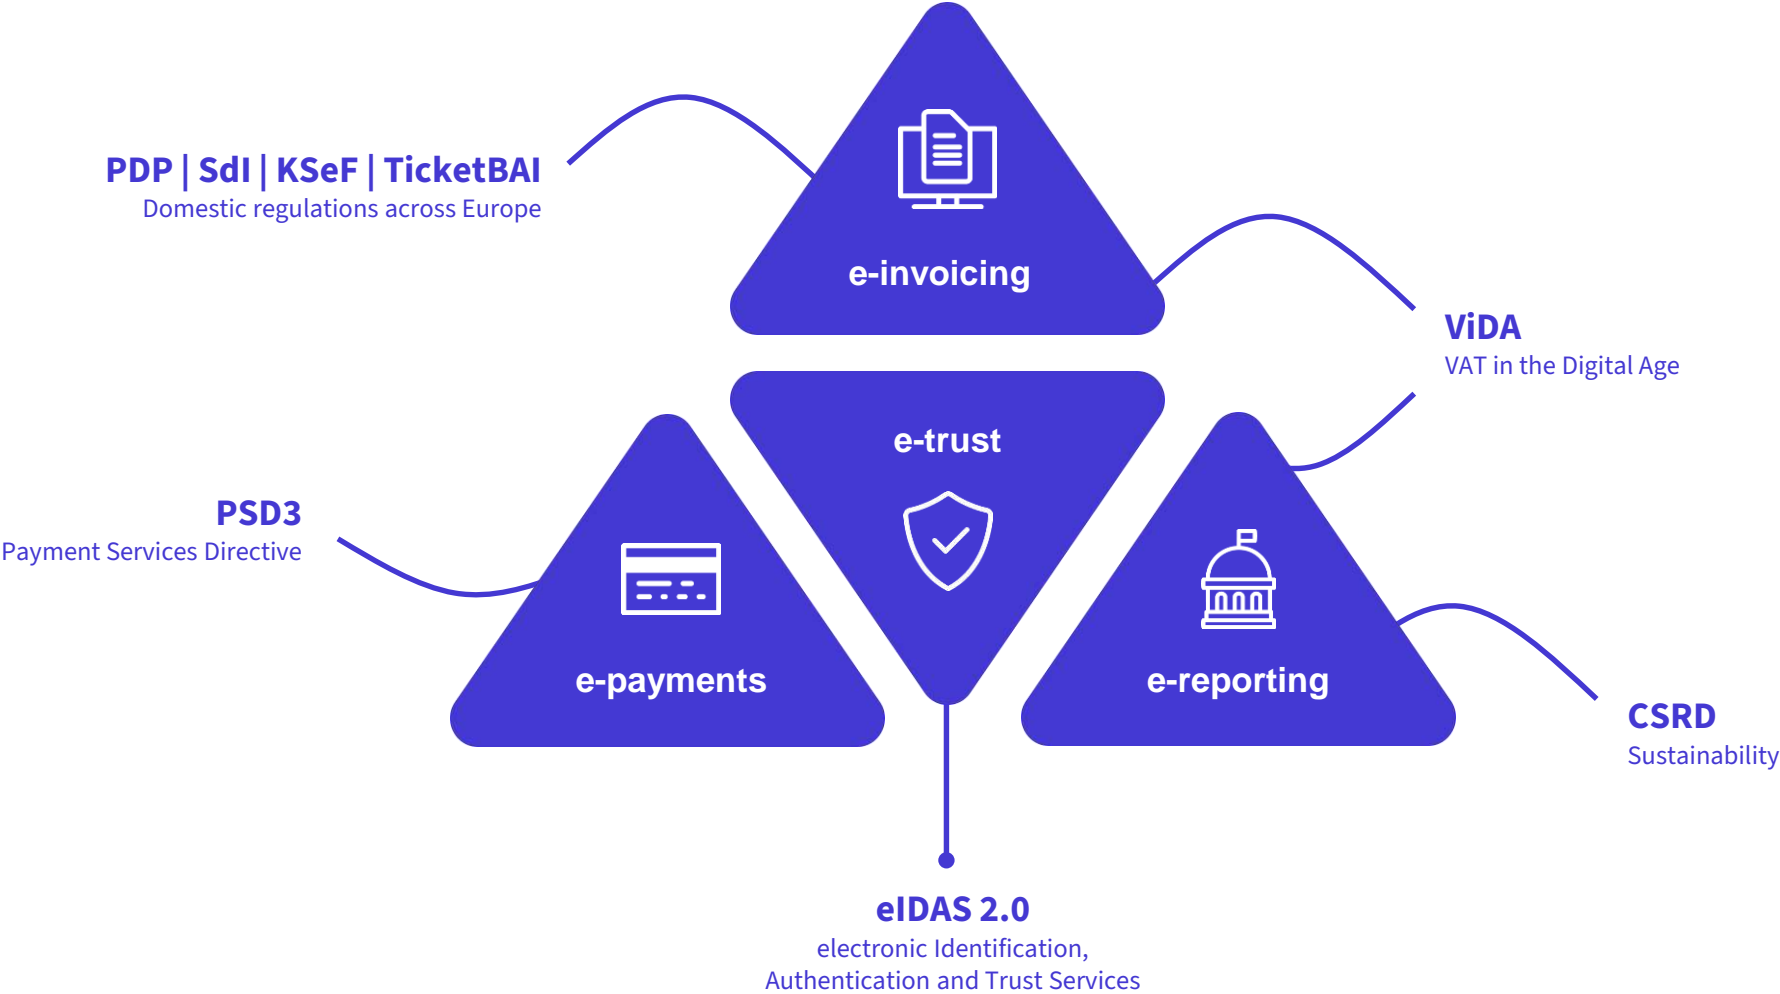 PDP | SdI | KSeF | TicketBAI
Domestic regulations across Europe
e-invoicing
ViDA
VAT in the Digital Age
e-trust
PSD3
Payment Services Directive
e-payments
e-reporting
CSRD
Sustainability
eIDAS 2.0
electronic Identification,
Authentication and Trust Services